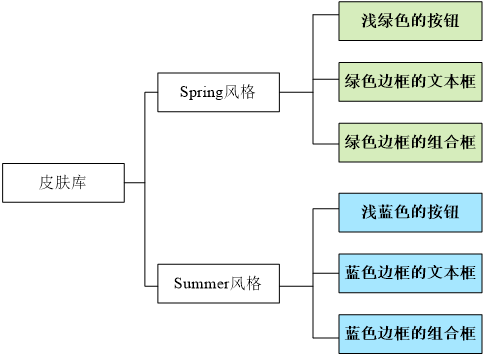 皮肤库
Spring风格
浅绿色的按钮
绿色边框的文本框
绿色边框的组合框
Summer风格
浅蓝色的按钮
蓝色边框的文本框
蓝色边框的组合框